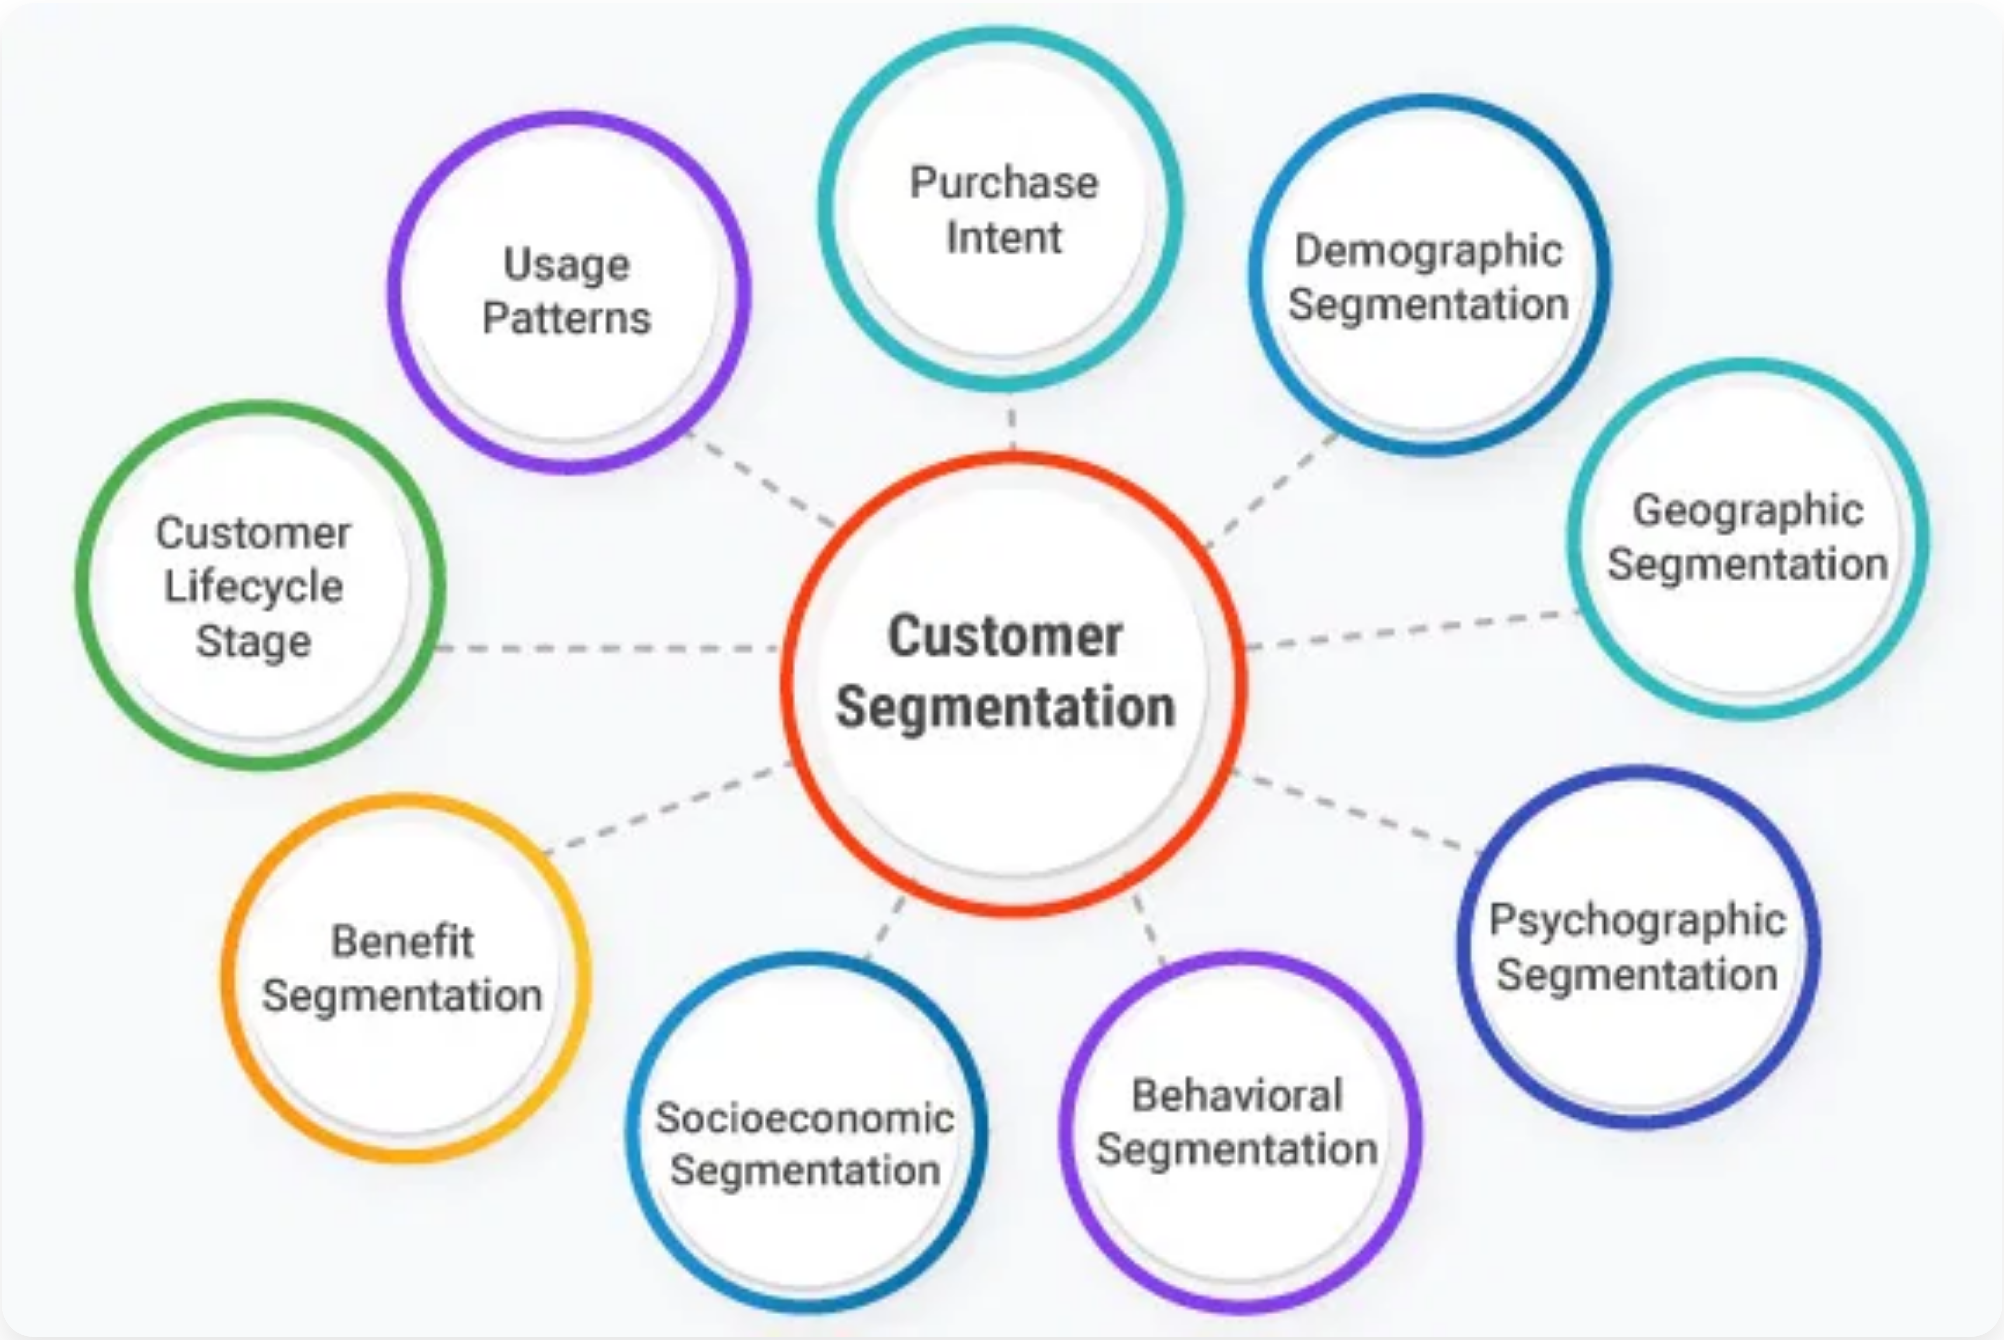 Purchase
Intent
Usage
Patterns
Demographic
Segmentation
Customer
Lifecycle
Stage
Geographic
Segmentation
Customer
Segmentation
Benefit
Segmentation
Psychographic
Segmentation
Socioeconomic
Segmentation
Behavioral
Segmentation